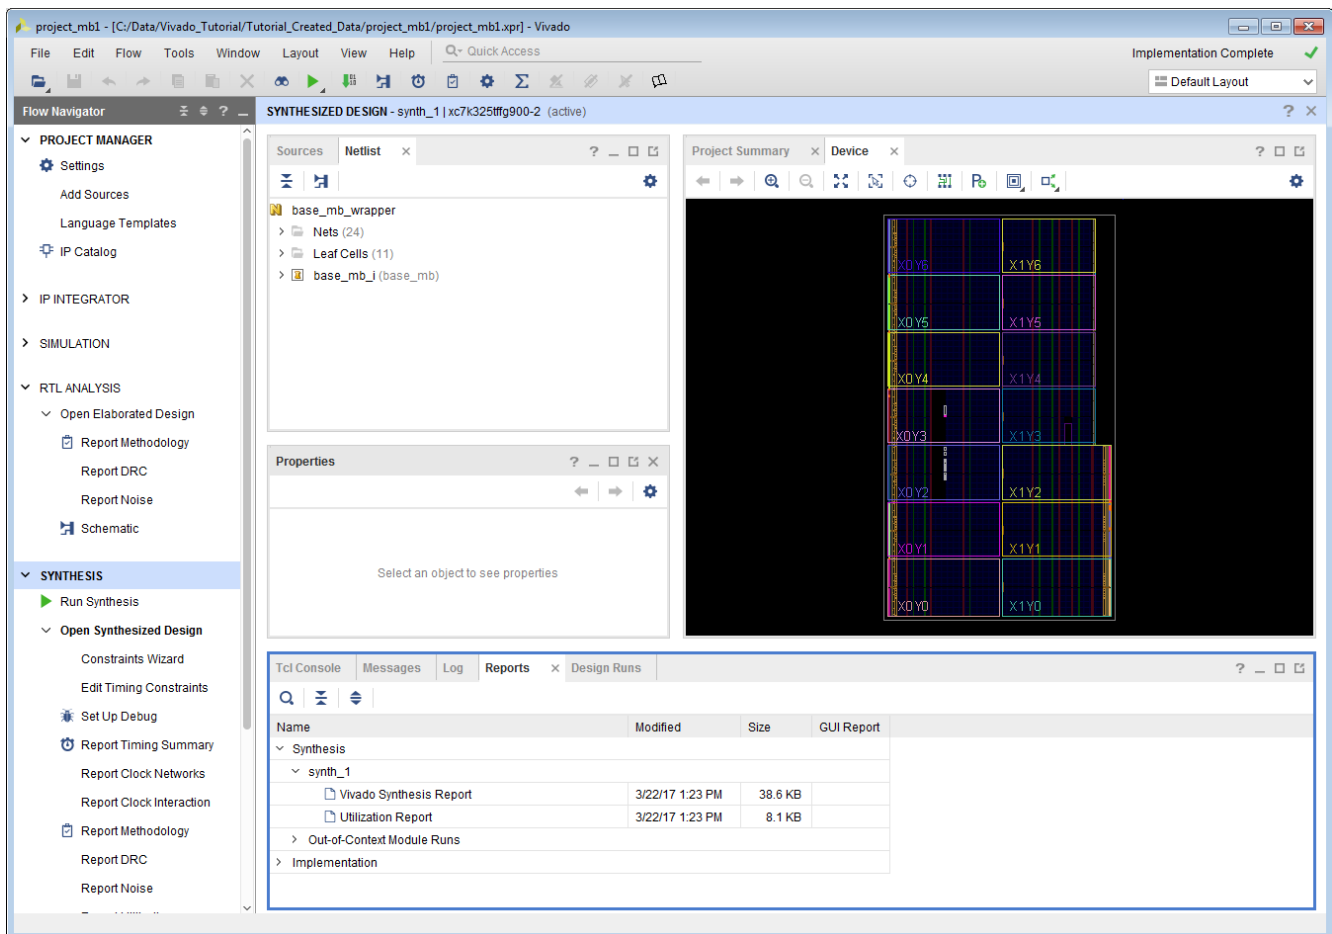 project_mb1 - [C:/Data/Vivado_Tutorial/Tutorial_Created_Data/project_mb1/project_mb1.xpr] - Vivado
File Edit Flow Tools Window Layout View Help Quick Access Implementation Complete
Default Layout
Flow Navigator
SYNTHESIZED DESIGN - synth_1 | xc7k325tffg900-2 (active)
PROJECT MANAGER
Settings
Add Sources
Language Templates
IP Catalog
IP INTEGRATOR
SIMULATION
RTL ANALYSIS
Open Elaborated Design
Report Methodology
Report DRC
Report Noise
Schematic
SYNTHESIS
Run Synthesis
Open Synthesized Design
Constraints Wizard
Edit Timing Constraints
Set Up Debug
Report Timing Summary
Report Clock Networks
Report Clock Interaction
Report Methodology
Report DRC
Report Noise
Sources Netlist
base_mb_wrapper
Nets (24)
Leaf Cells (11)
base_mb_i (base_mb)
Properties
Select an object to see properties
Project Summary Device
X0Y6 X1Y6
X0Y5 X1Y5
X0Y4 X1Y4
X0Y3 X1Y3
X0Y2 X1Y2
X0Y1 X1Y1
X0Y0 X1Y0
Tcl Console Messages Log Reports Design Runs
Name Modified Size GUI Report
Synthesis
synth_1
Vivado Synthesis Report 3/22/17 1:23 PM 38.6 KB
Utilization Report 3/22/17 1:23 PM 8.1 KB
Out-of-Context Module Runs
Implementation